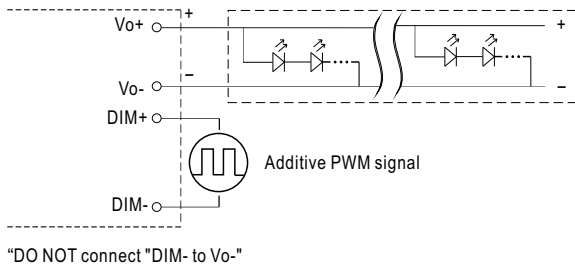 Vo+ + +
Vo- – –
DIM+
Additive PWM signal
DIM-
“DO NOT connect "DIM- to Vo-"